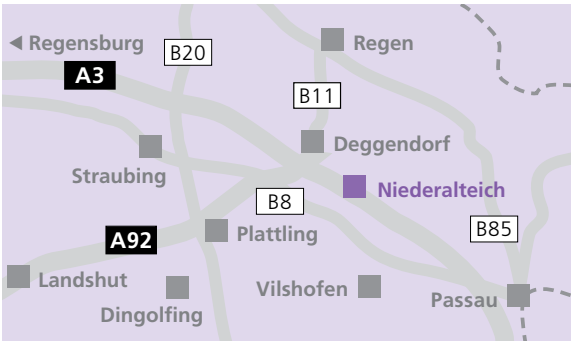 Regensburg
B20
Regen
A3
B11
Deggendorf
Straubing
Niederalteich
B8
B85
A92
Plattling
Landshut
Vilshofen
Passau
Dingolfing